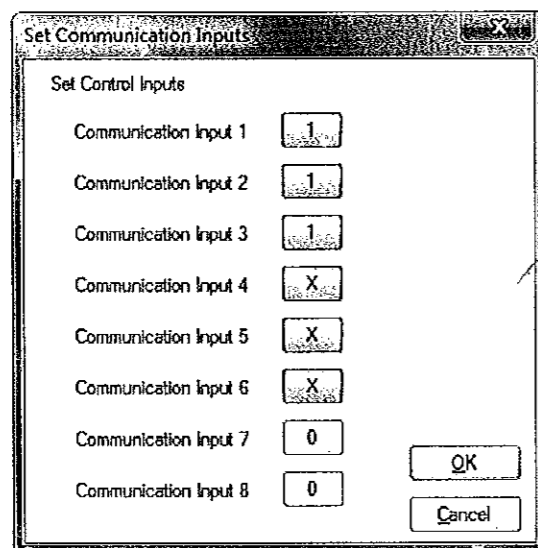 Set Communication Inputs
Set Control Inputs
Communication Input 1 1
Communication Input 2 1
Communication Input 3 1
Communication Input 4 X
Communication Input 5 X
Communication Input 6 X
Communication Input 7 0
Communication Input 8 0
OK
Cancel